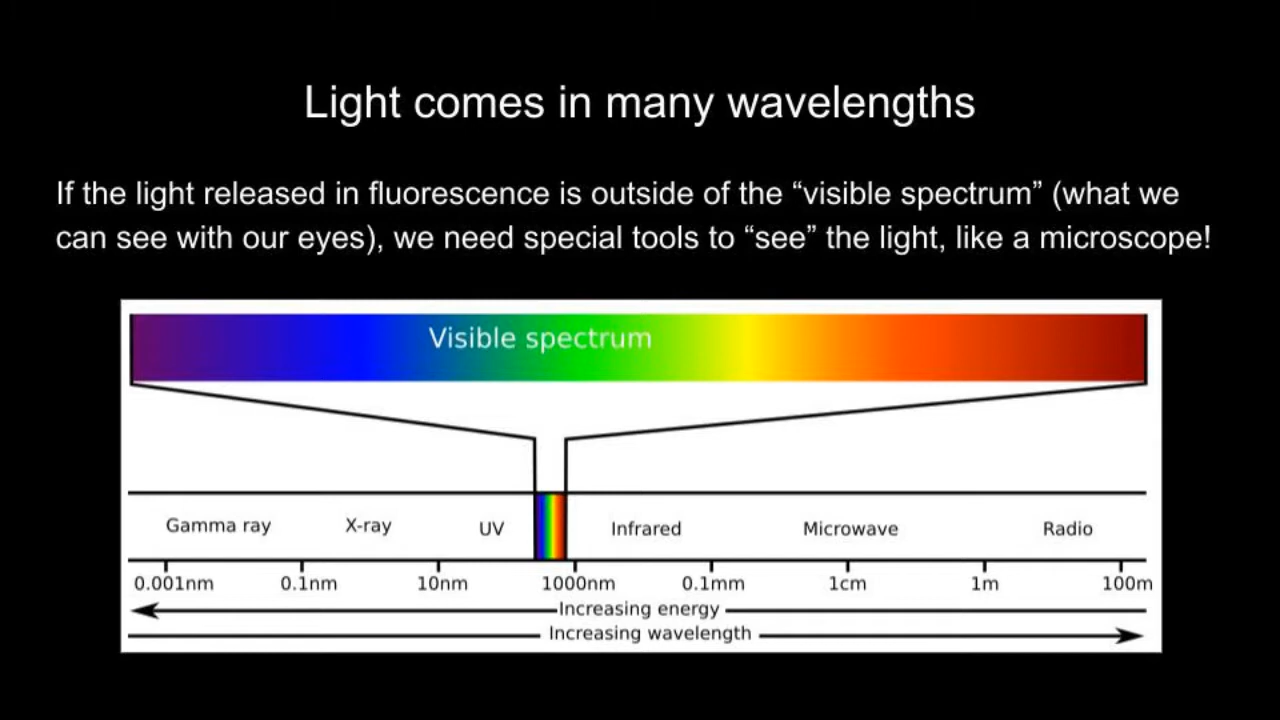 Light comes in many wavelengths
If the light released in fluorescence is outside of the “visible spectrum” (what we
can see with our eyes), we need special tools to “see” the light, like a microscope!
Visible spectrum
Gamma ray X-ray UV Infrared Microwave Radio
0.001nm 0.1nm 10nm 1000nm 0.1mm 1cm 1m 100m
Increasing energy
Increasing wavelength